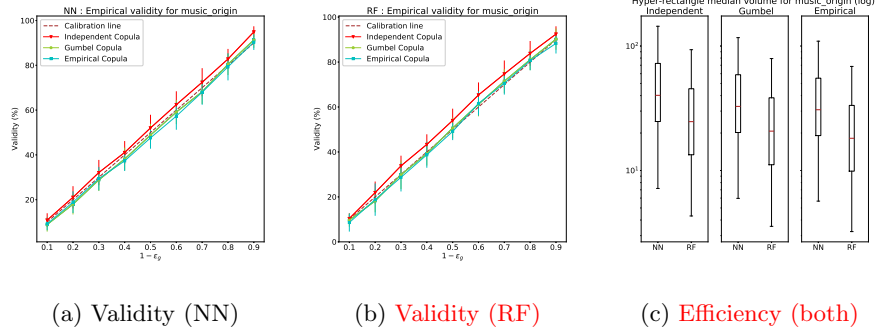 NN : Empirical validity for music_origin
100
80
60
40
20
Validity (%)
Calibration line
Independent Copula
Gumbel Copula
Empirical Copula
0.1 0.2 0.3 0.4 0.5 0.6 0.7 0.8 0.9
1 − ε_g
RF : Empirical validity for music_origin
100
80
60
40
20
0
Validity (%)
Calibration line
Independent Copula
Gumbel Copula
Empirical Copula
0.1 0.2 0.3 0.4 0.5 0.6 0.7 0.8 0.9
1 − ε_g
Hyper-rectangle median volume for music_origin (log)
Independent Gumbel Empirical
10²
10¹
NN RF NN RF NN RF
(a) Validity (NN)
(b) Validity (RF)
(c) Efficiency (both)